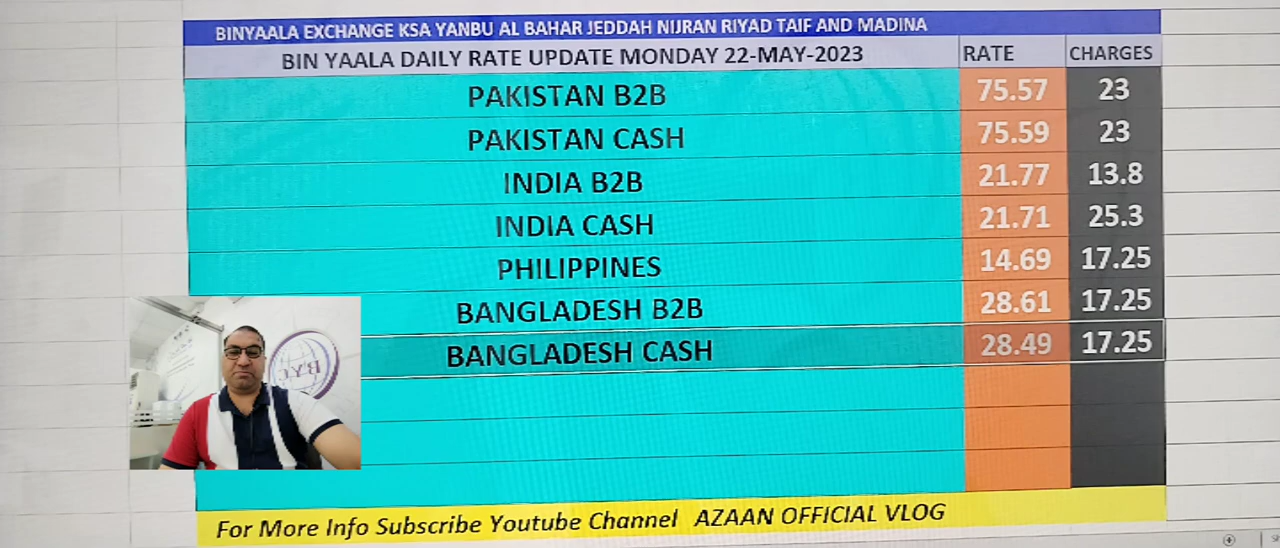 BINYAALA EXCHANGE KSA YANBU AL BAHAR JEDDAH NIJRAN RIYAD TAIF AND MADINA
BIN YAALA DAILY RATE UPDATE MONDAY 22-MAY-2023 RATE CHARGES
PAKISTAN B2B 75.57 23
PAKISTAN CASH 75.59 23
INDIA B2B 21.77 13.8
INDIA CASH 21.71 25.3
PHILIPPINES 14.69 17.25
BANGLADESH B2B 28.61 17.25
BANGLADESH CASH 28.49 17.25
BYC
For More Info Subscribe Youtube Channel AZAAN OFFICIAL VLOG